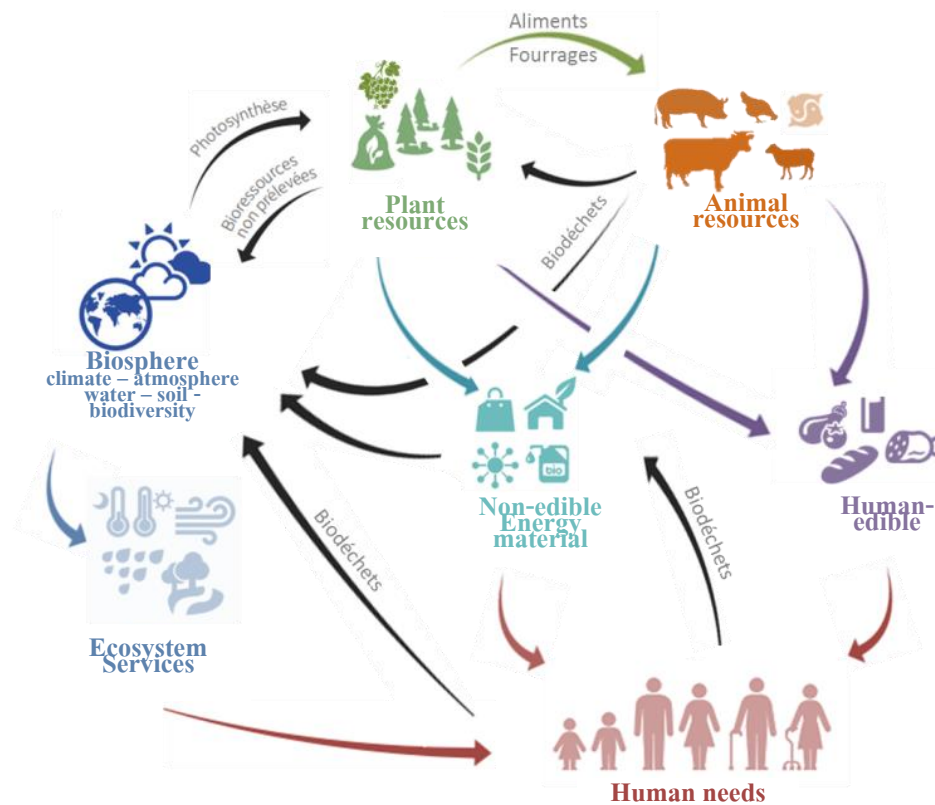 Aliments
Fourrages
Photosynthèse
Bioressources
non prélevées
Plant
resources
Animal
resources
Biodéchets
Biosphere
climate – atmosphere
water – soil -
biodiversity
bio
Non-edible
Energy
material
Human-
edible
Biodéchets
Biodéchets
Ecosystem
Services
Human needs